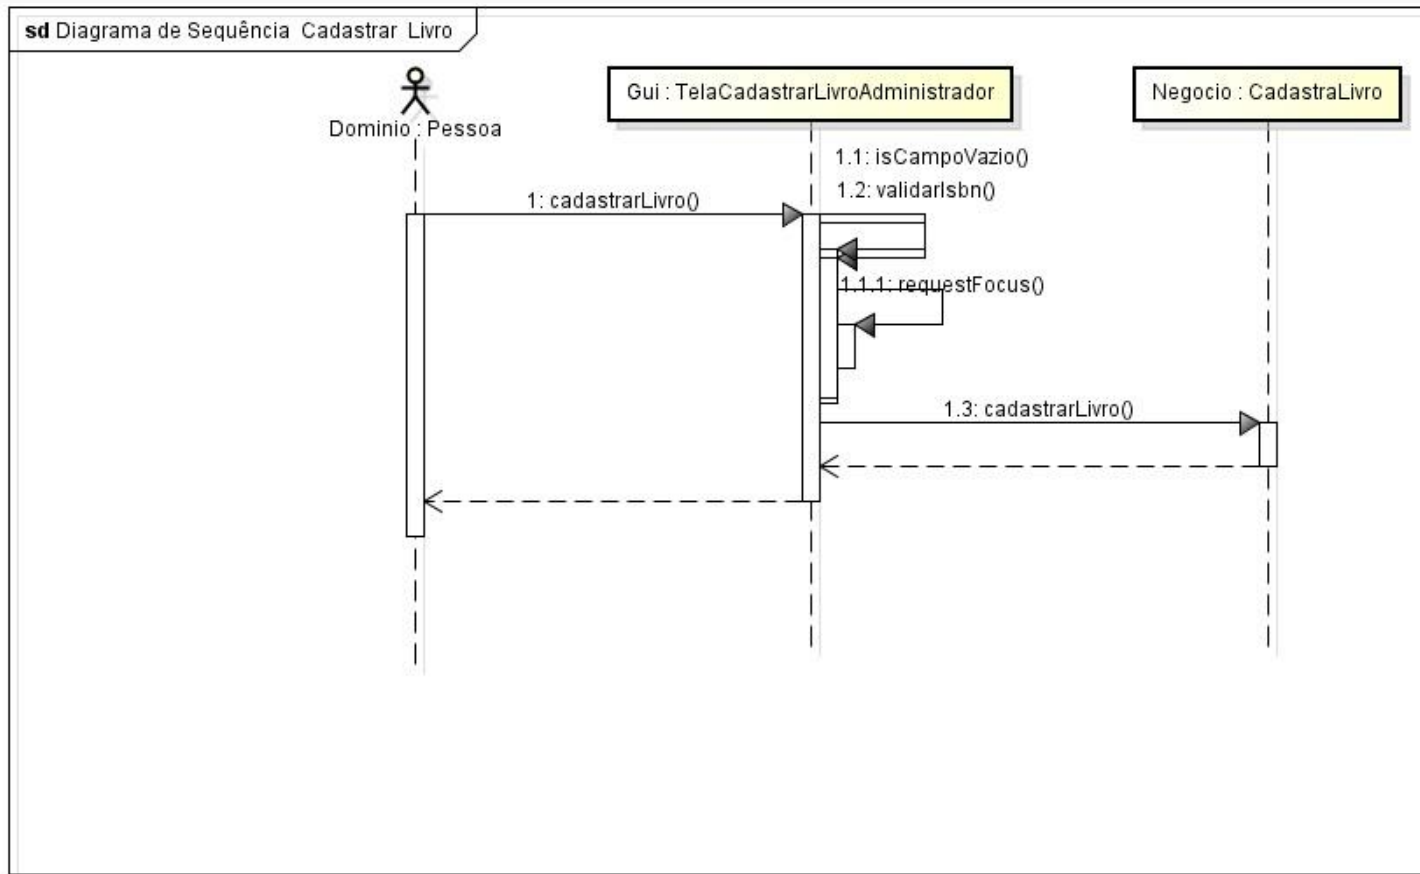 sd Diagrama de Sequência Cadastrar Livro
Dominio : Pessoa
Gui : TelaCadastrarLivroAdministrador
Negocio : CadastraLivro
1.1: isCampoVazio()
1.2: validarIsbn()
1: cadastrarLivro()
1.1.1: requestFocus()
1.3: cadastrarLivro()